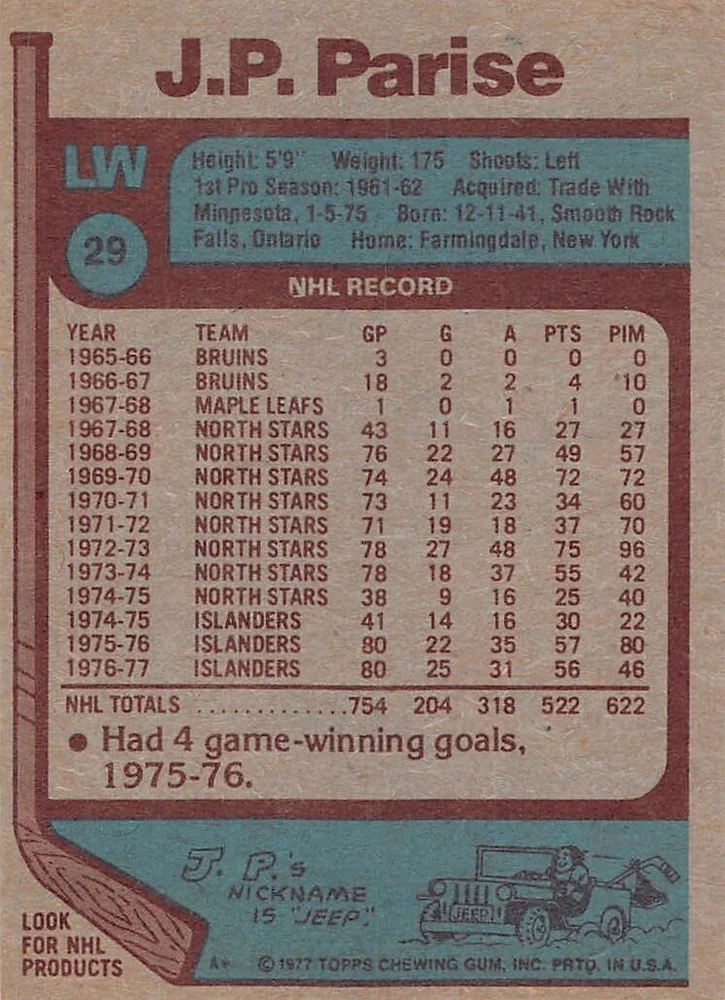 J.P. Parise
LW
29
Height: 5'9" Weight: 175 Shoots: Left
1st Pro Season: 1961-62 Acquired: Trade With
Minnesota, 1-5-75 Born: 12-11-41, Smooth Rock
Falls, Ontario Home: Farmingdale, New York
NHL RECORD
YEAR TEAM GP G A PTS PIM
1965-66 BRUINS 3 0 0 0 0
1966-67 BRUINS 18 2 2 4 10
1967-68 MAPLE LEAFS 1 0 1 1 0
1967-68 NORTH STARS 43 11 16 27 27
1968-69 NORTH STARS 76 22 27 49 57
1969-70 NORTH STARS 74 24 48 72 72
1970-71 NORTH STARS 73 11 23 34 60
1971-72 NORTH STARS 71 19 18 37 70
1972-73 NORTH STARS 78 27 48 75 96
1973-74 NORTH STARS 78 18 37 55 42
1974-75 NORTH STARS 38 9 16 25 40
1974-75 ISLANDERS 41 14 16 30 22
1975-76 ISLANDERS 80 22 35 57 80
1976-77 ISLANDERS 80 25 31 56 46
NHL TOTALS .............754 204 318 522 622
● Had 4 game-winning goals,
1975-76.
J. P.'s
NICKNAME
IS "JEEP."
JEEP
LOOK
FOR NHL
PRODUCTS
A* © 1977 TOPPS CHEWING GUM, INC. PRTD. IN U.S.A.